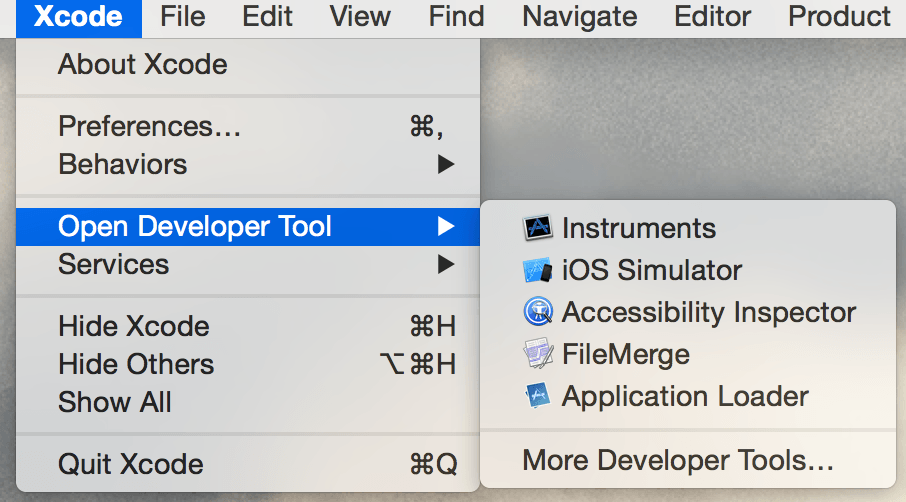 Xcode File Edit View Find Navigate Editor Product
About Xcode
Preferences… ⌘,
Behaviors ▶
Open Developer Tool ▶
Services ▶
Hide Xcode ⌘H
Hide Others ⌥⌘H
Show All
Quit Xcode ⌘Q
Instruments
iOS Simulator
Accessibility Inspector
FileMerge
Application Loader
More Developer Tools…